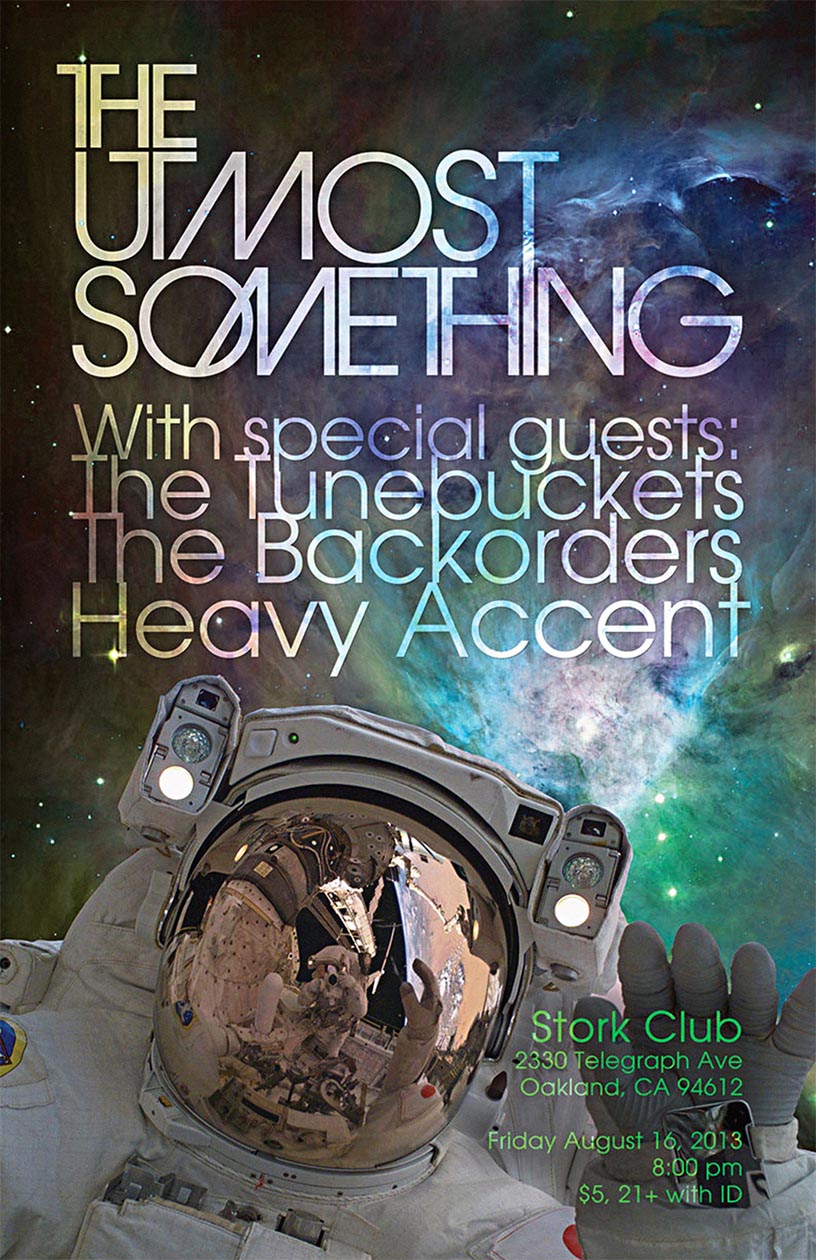 THE
UTMOST
SOMETHING
With special guests:
The Tunebuckets
The Backorders
Heavy Accent
Stork Club
2330 Telegraph Ave
Oakland, CA 94612
Friday August 16, 2013
8:00 pm
$5, 21+ with ID